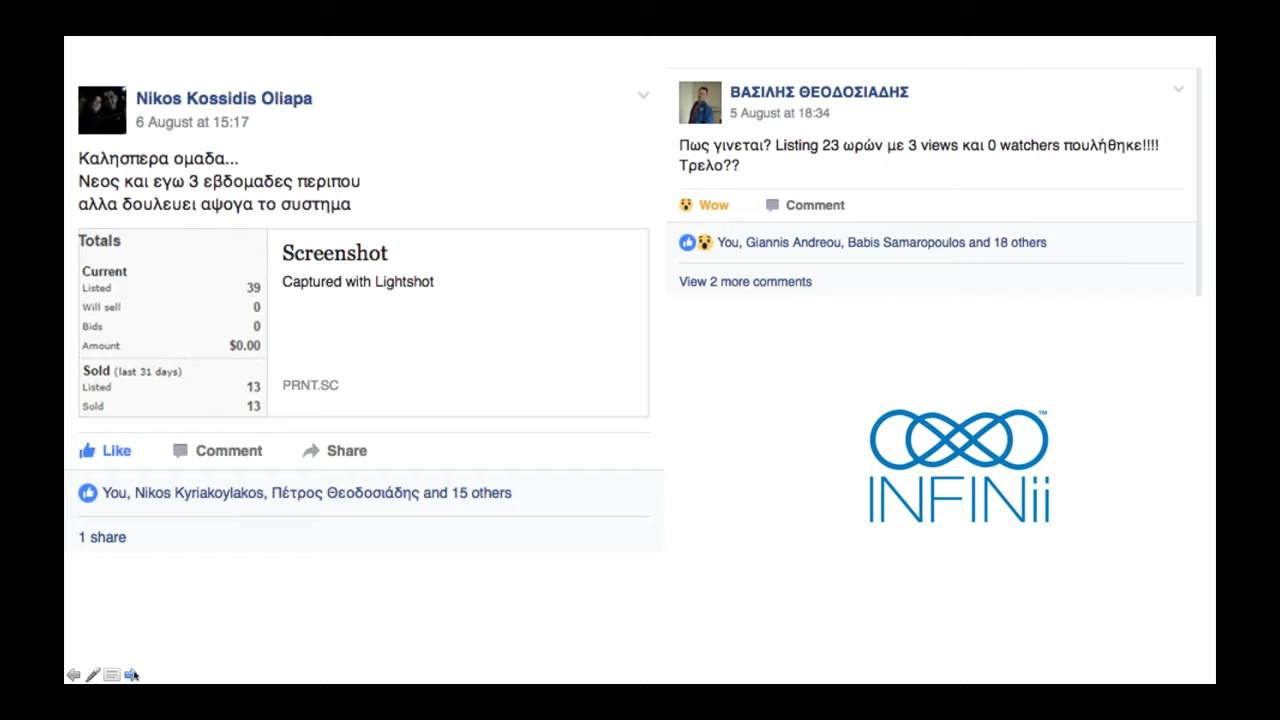 Nikos Kossidis Oliapa
6 August at 15:17
Καλησπερα ομαδα...
Νεος και εγω 3 εβδομαδες περιπου
αλλα δουλευει αψογα το συστημα
Totals
Current
Listed 39
Will sell 0
Bids 0
Amount $0.00
Sold (last 31 days)
Listed 13
Sold 13
Screenshot
Captured with Lightshot
PRNT.SC
Like Comment Share
You, Nikos Kyriakoylakos, Πέτρος Θεοδοσιάδης and 15 others
1 share
ΒΑΣΙΛΗΣ ΘΕΟΔΟΣΙΑΔΗΣ
5 August at 18:34
Πως γινεται? Listing 23 ωρών με 3 views και 0 watchers πουλήθηκε!!!!
Τρελο??
Wow Comment
You, Giannis Andreou, Babis Samaropoulos and 18 others
View 2 more comments
INFINii™